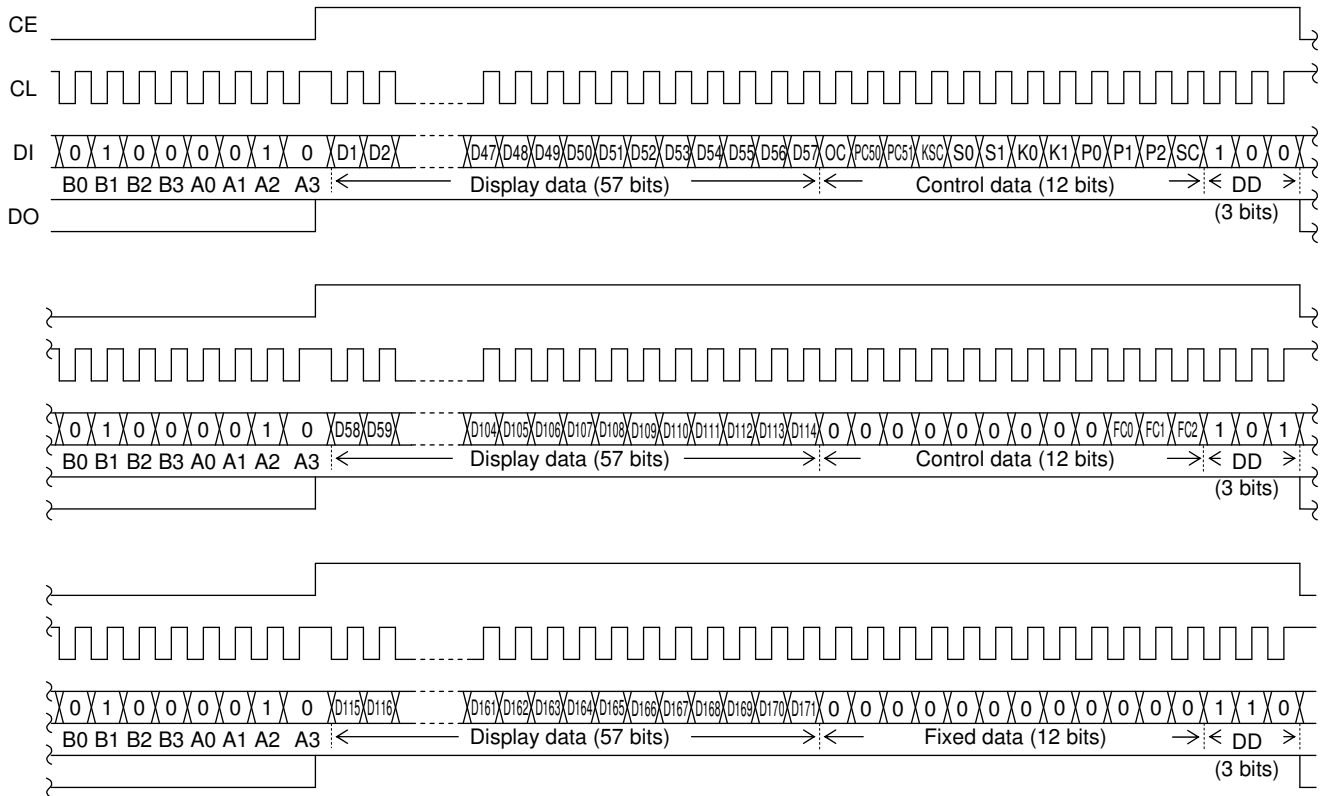 CE
CL
DI 0 1 0 0 0 0 1 0 D1 D2 D47 D48 D49 D50 D51 D52 D53 D54 D55 D56 D57 OC PC50 PC51 KSC S0 S1 K0 K1 P0 P1 P2 SC 1 0 0
B0 B1 B2 B3 A0 A1 A2 A3 Display data (57 bits) Control data (12 bits) DD
DO (3 bits)
0 1 0 0 0 0 1 0 D58 D59 D104 D105 D106 D107 D108 D109 D110 D111 D112 D113 D114 0 0 0 0 0 0 0 0 0 FC0 FC1 FC2 1 0 1
B0 B1 B2 B3 A0 A1 A2 A3 Display data (57 bits) Control data (12 bits) DD
(3 bits)
0 1 0 0 0 0 1 0 D115 D116 D161 D162 D163 D164 D165 D166 D167 D168 D169 D170 D171 0 0 0 0 0 0 0 0 0 0 0 0 1 1 0
B0 B1 B2 B3 A0 A1 A2 A3 Display data (57 bits) Fixed data (12 bits) DD
(3 bits)